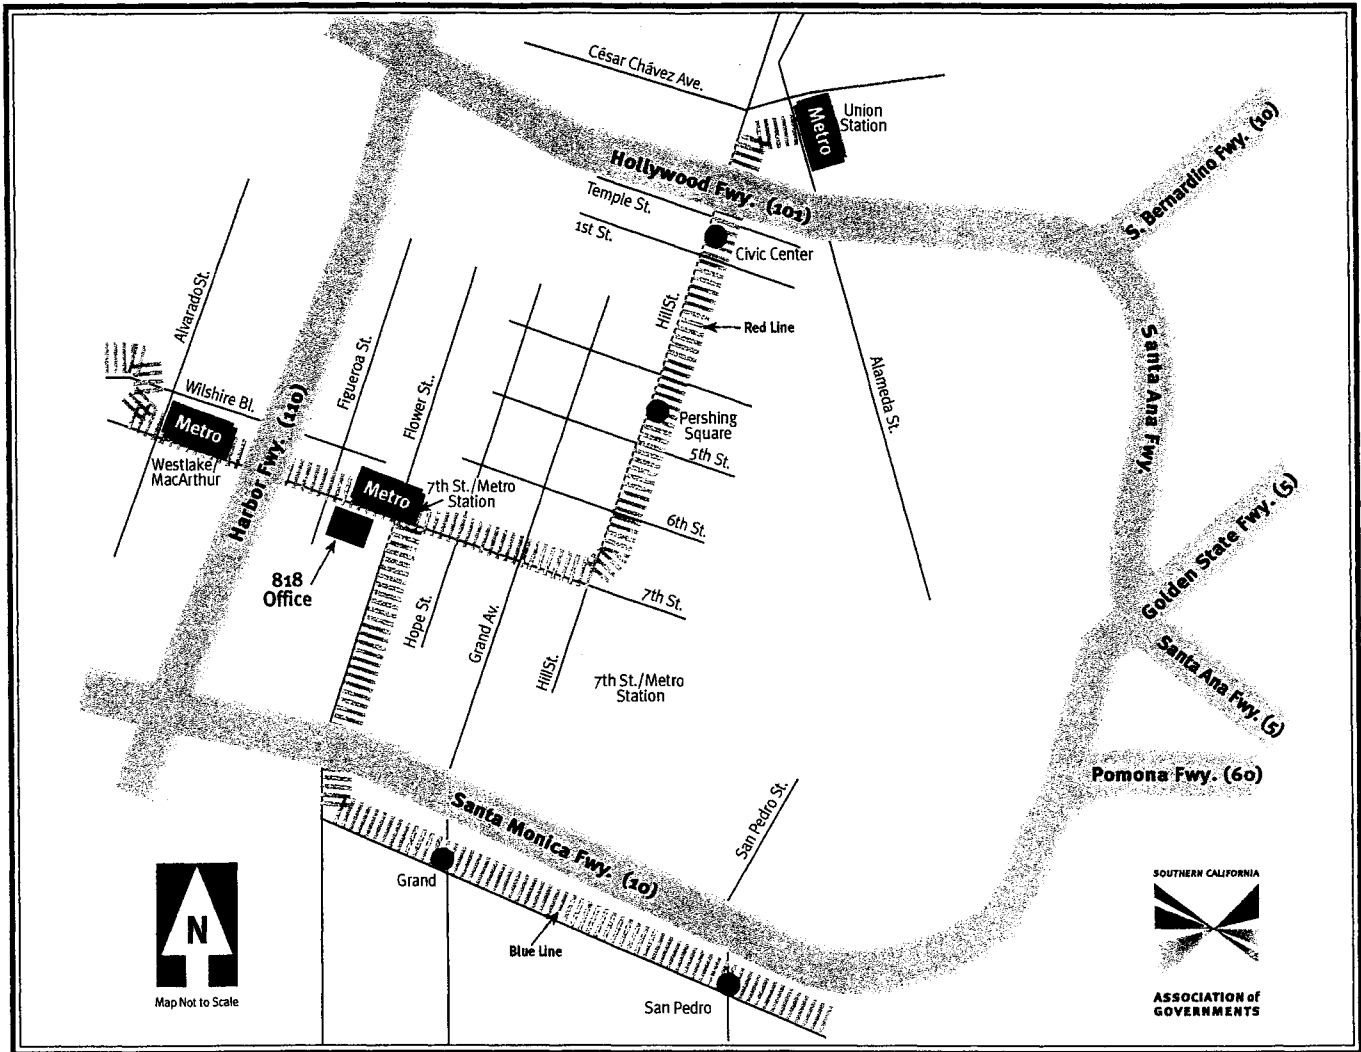 César Chávez Ave.
Metro
Union
Station
S. Bernardino Fwy. (10)
Hollywood Fwy. (101)
Temple St.
1st St.
Civic Center
Alvarado St.
Hill St.
Red Line
Santa Ana Fwy.
Figueroa St.
Flower St..
Alameda St.
Wilshire Bl.
Metro
Westlake/
MacArthur
Harbor Fwy. (110)
Pershing
Square
5th St.
Metro
7th St./Metro
Station
6th St.
Golden State Fwy. (5)
818
Office
7th St.
Hope St.
Grand Av.
Hill St.
7th St./Metro
Station
Santa Ana Fwy. (5)
Pomona Fwy. (60)
Santa Monica Fwy. (10)
San Pedro St.
Grand
Blue Line
San Pedro
N
Map Not to Scale
SOUTHERN CALIFORNIA
ASSOCIATION of
GOVERNMENTS